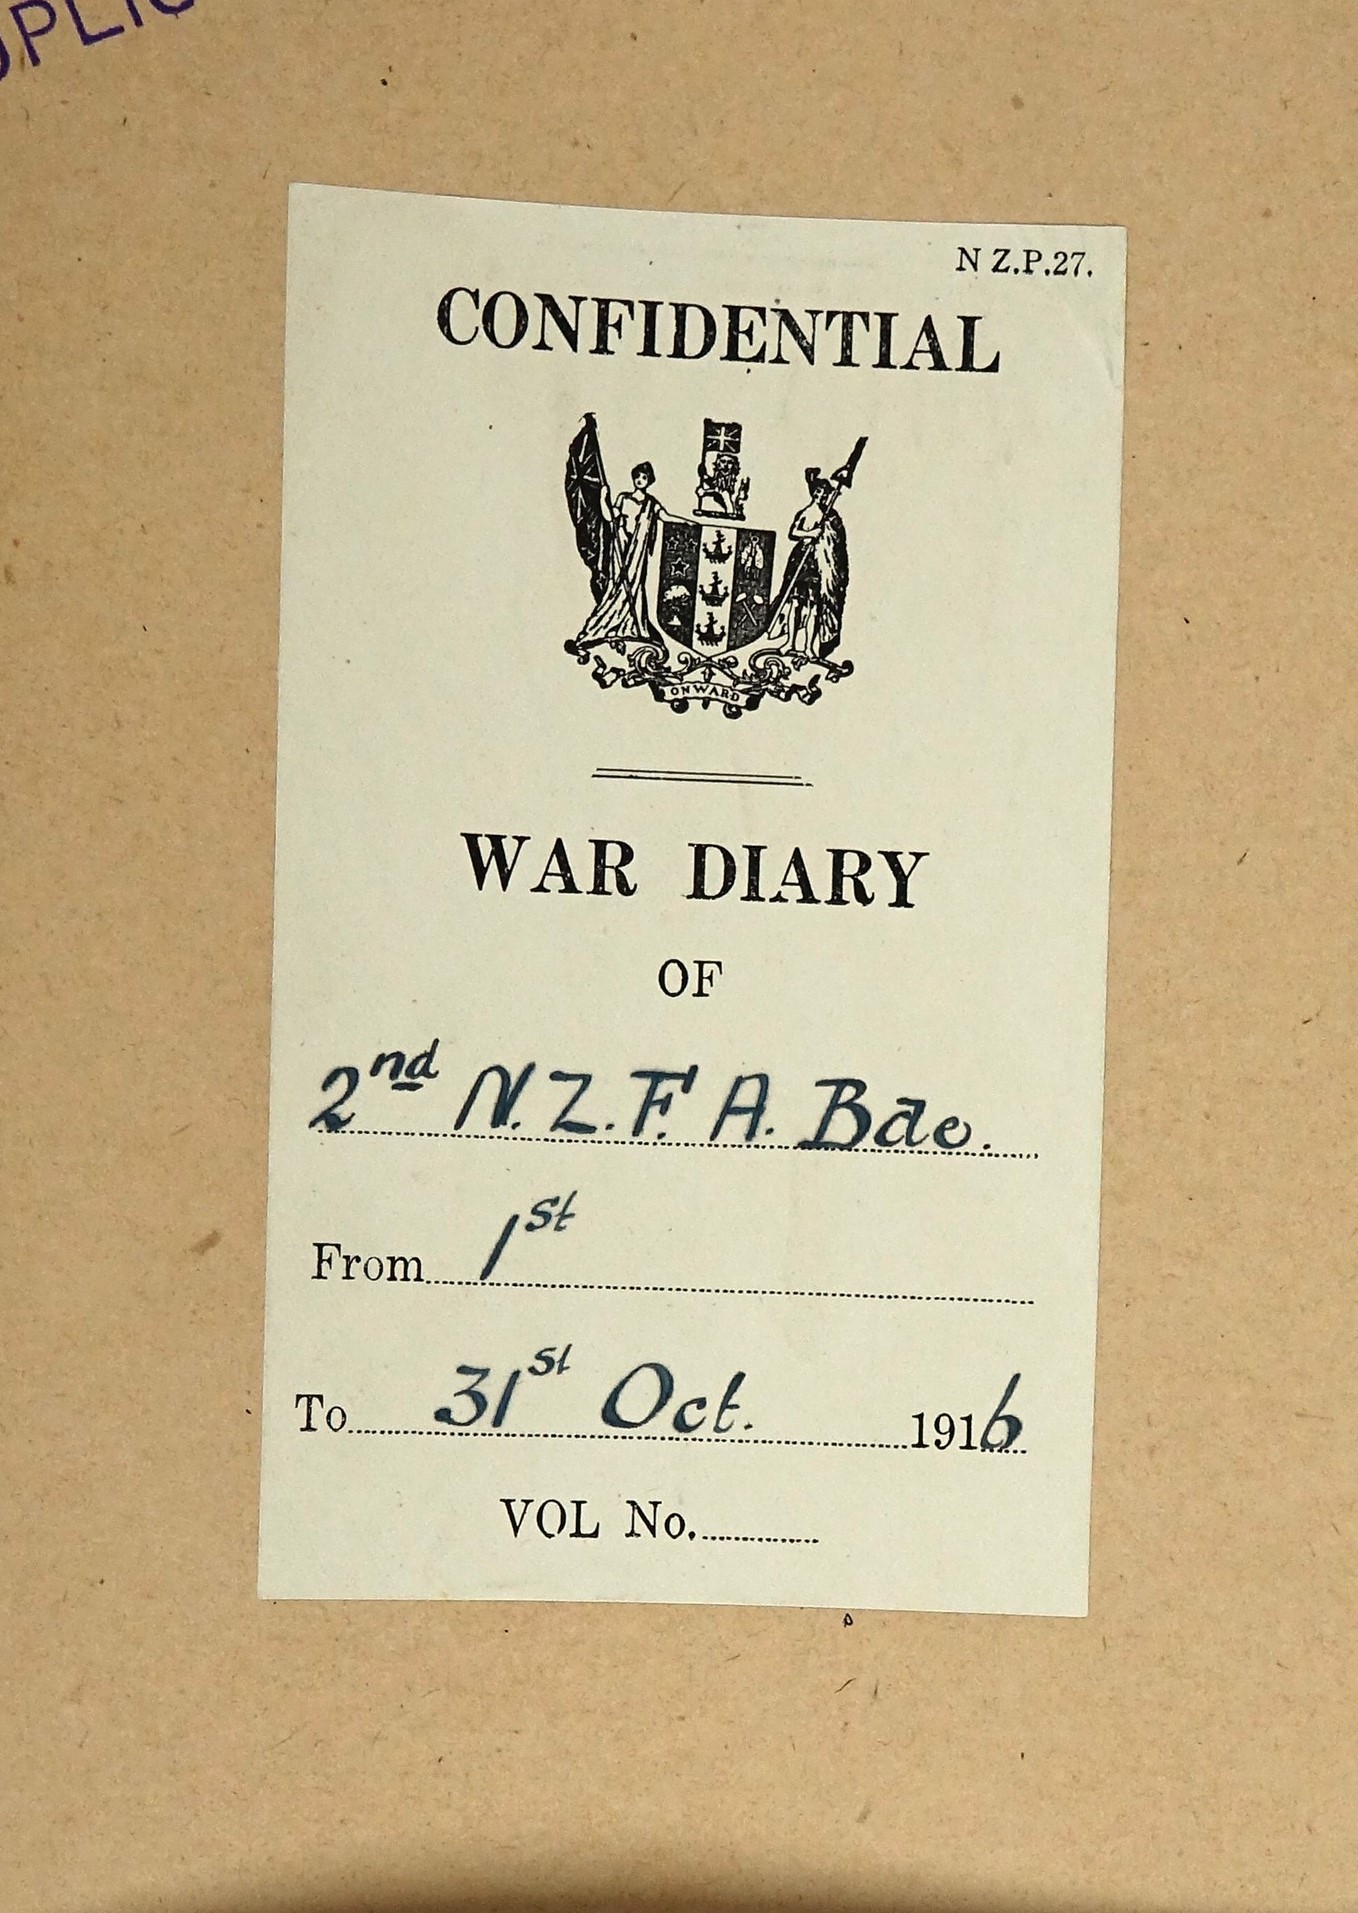 N Z.P.27.
CONFIDENTIAL
ONWARD
WAR DIARY
OF
2nd N.Z.F.A. Bde.
From 1st
To 31st Oct. 1916
VOL No.